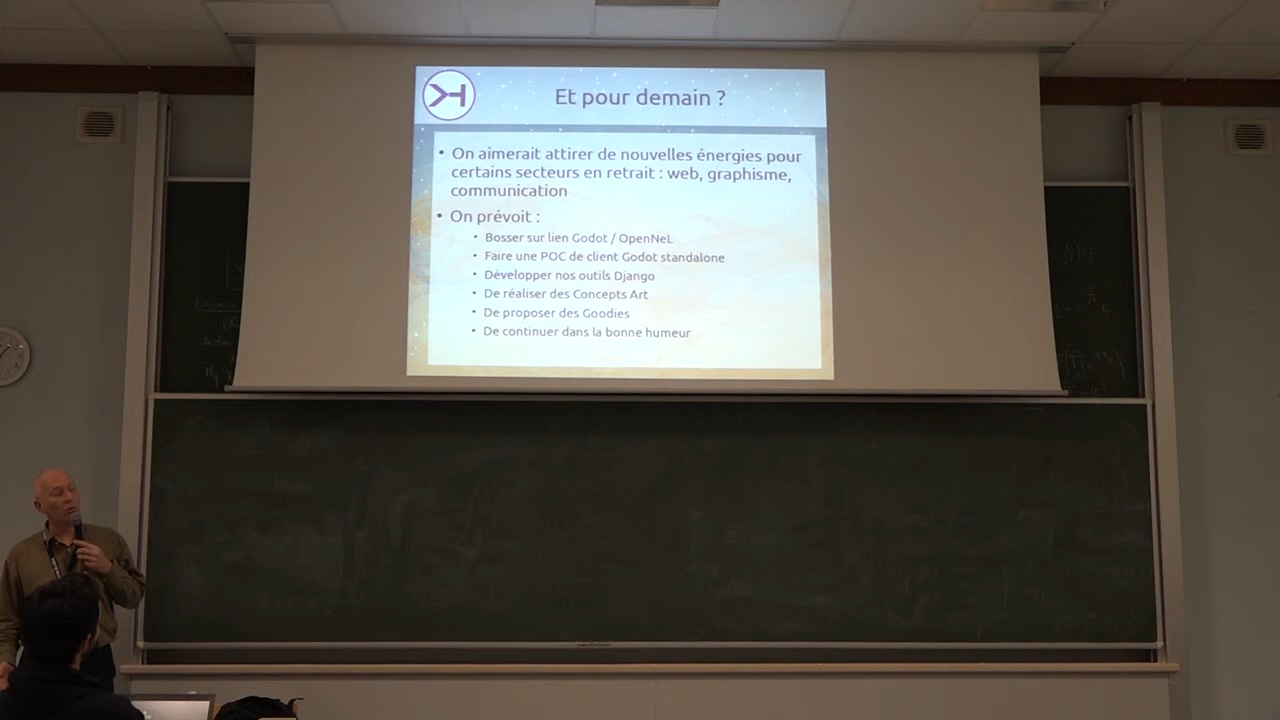 Et pour demain ?
• On aimerait attirer de nouvelles énergies pour
certains secteurs en retrait : web, graphisme,
communication
• On prévoit :
• Bosser sur lien Godot / OpenNeL
• Faire une POC de client Godot standalone
• Développer nos outils Django
• De réaliser des Concepts Art
• De proposer des Goodies
• De continuer dans la bonne humeur